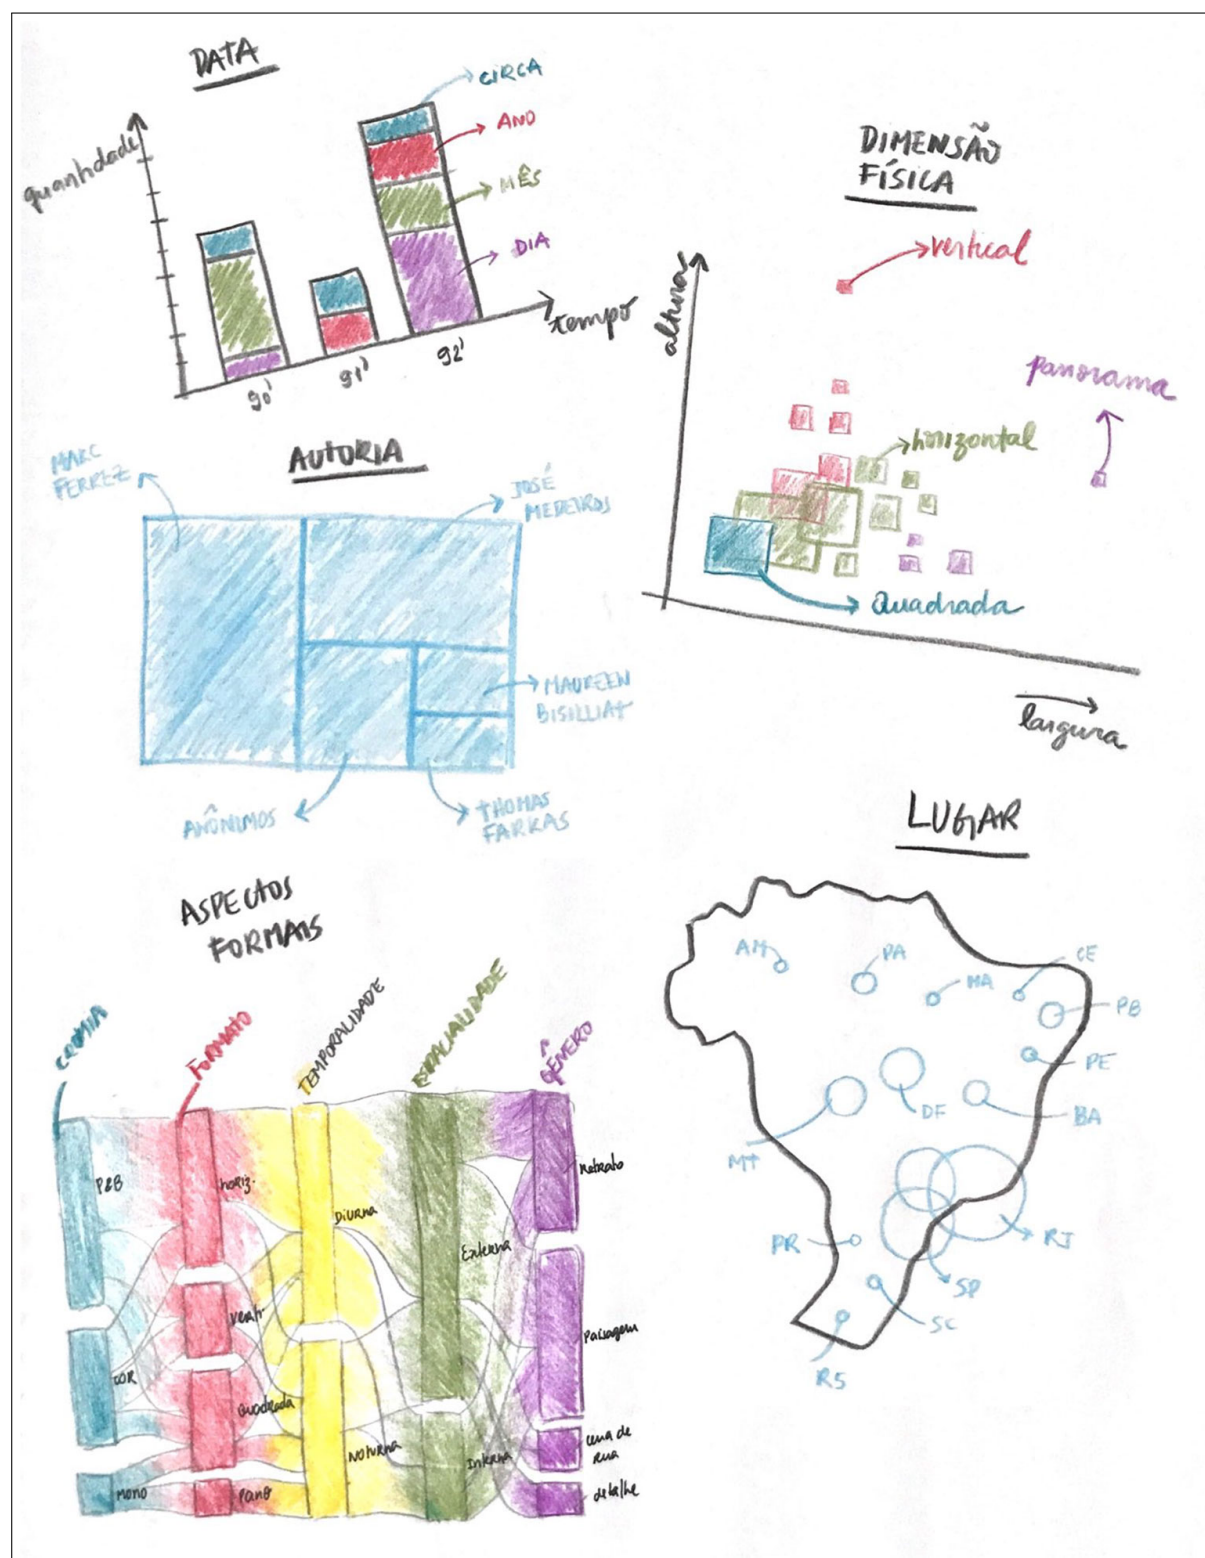 DATA
CIRCA
ANO
MÊS
DIA
quantidade
tempo
90'
91'
92'
DIMENSÃO
FÍSICA
vertical
altura
panorama
horizontal
Quadrada
largura
AUTORIA
MARC
FERREZ
JOSÉ
MEDEIROS
MAUREEN
BISILLIAT
ANÔNIMOS
THOMAS
FARKAS
LUGAR
AM
PA
MA
CE
PB
PE
BA
DF
MT
RJ
SP
PR
SC
RS
ASPECTOS
FORMAIS
CROMIA
FORMATO
TEMPORALIDADE
ESPACIALIDADE
GÊNERO
P&B
COR
MONO
horiz.
vert.
Quadrada
Pano
Diurna
Noturna
Externa
Interna
Retrato
Paisagem
cena de
rua
detalhe